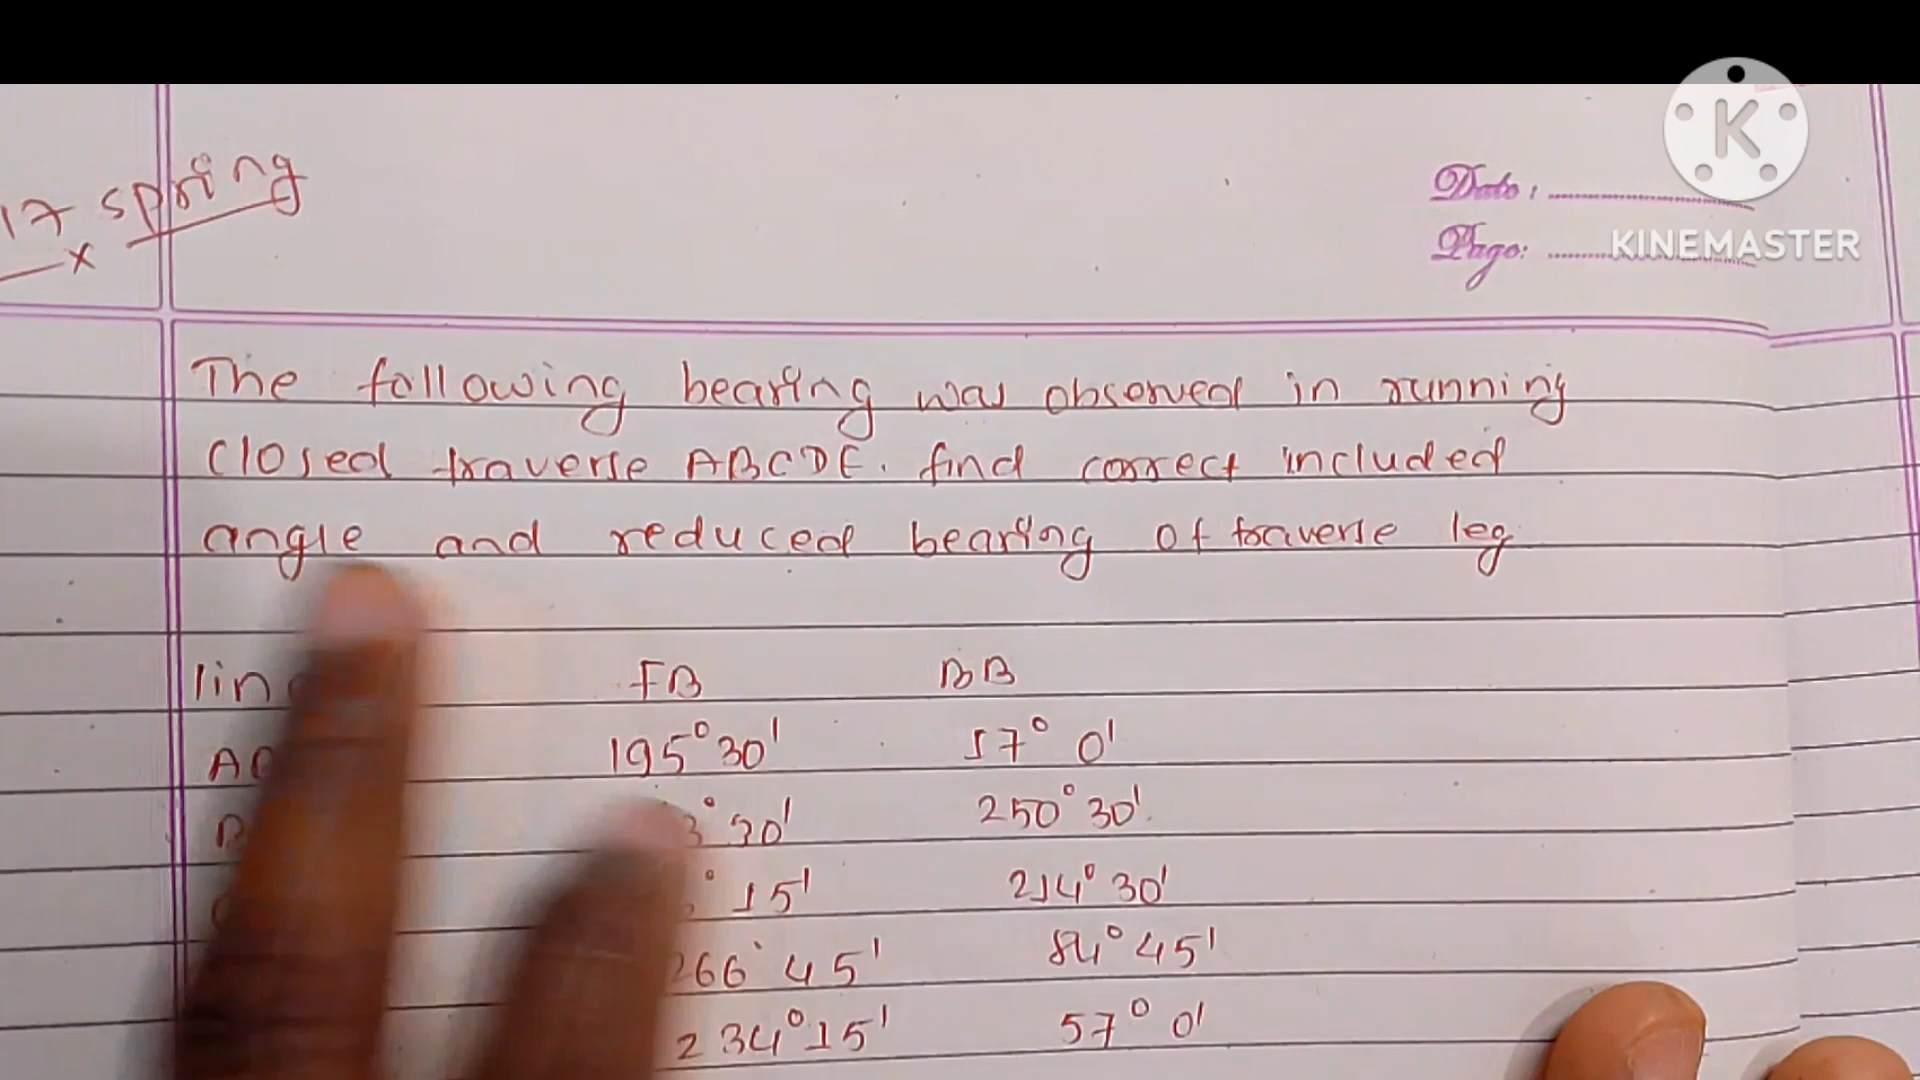 17 spring
x
Date:
Page:
KINEMASTER
The following bearing was observed in running
closed traverse ABCDE. find correct included
angle and reduced bearing of traverse leg
FB BB
195°30' 17° 0'
250°30'.
15' 214°30'
266°45' 84°45'
234°15' 57° 0'